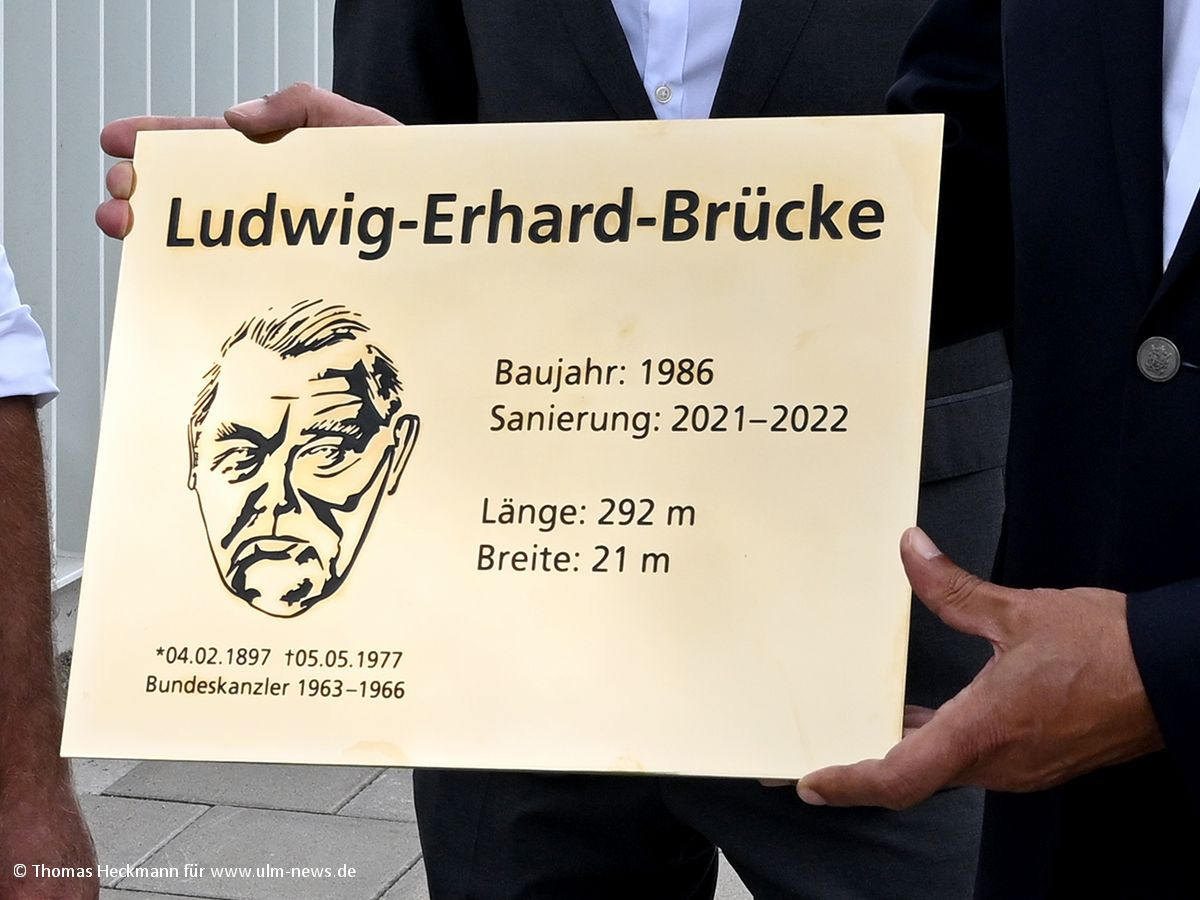 Ludwig-Erhard-Brücke
Baujahr: 1986
Sanierung: 2021–2022
Länge: 292 m
Breite: 21 m
*04.02.1897 †05.05.1977
Bundeskanzler 1963–1966
© Thomas Heckmann für www.ulm-news.de